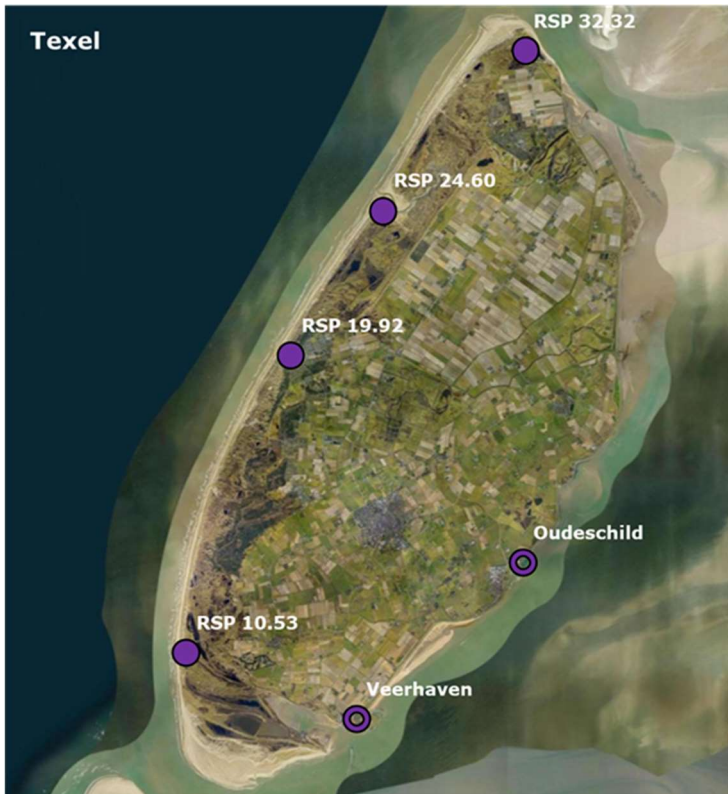 Texel
RSP 32.32
RSP 24.60
RSP 19.92
Oudeschild
RSP 10.53
Veerhaven